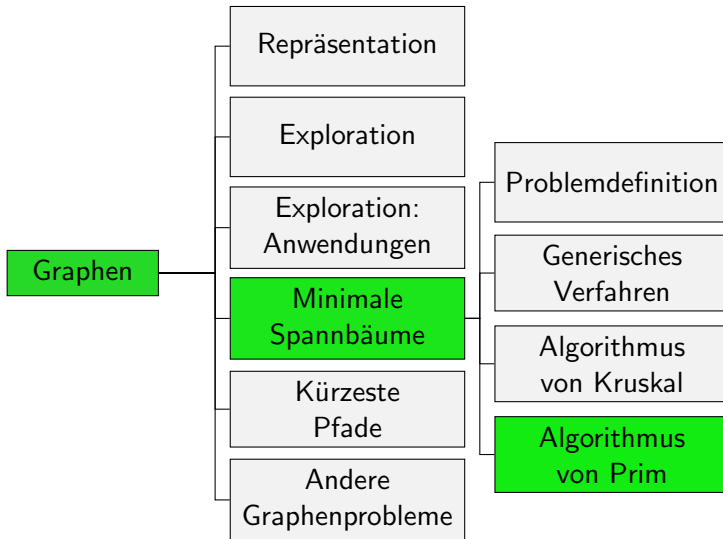 Graphen
Repräsentation
Exploration
Exploration:
Anwendungen
Minimale
Spannbäume
Kürzeste
Pfade
Andere
Graphenprobleme
Problemdefinition
Generisches
Verfahren
Algorithmus
von Kruskal
Algorithmus
von Prim